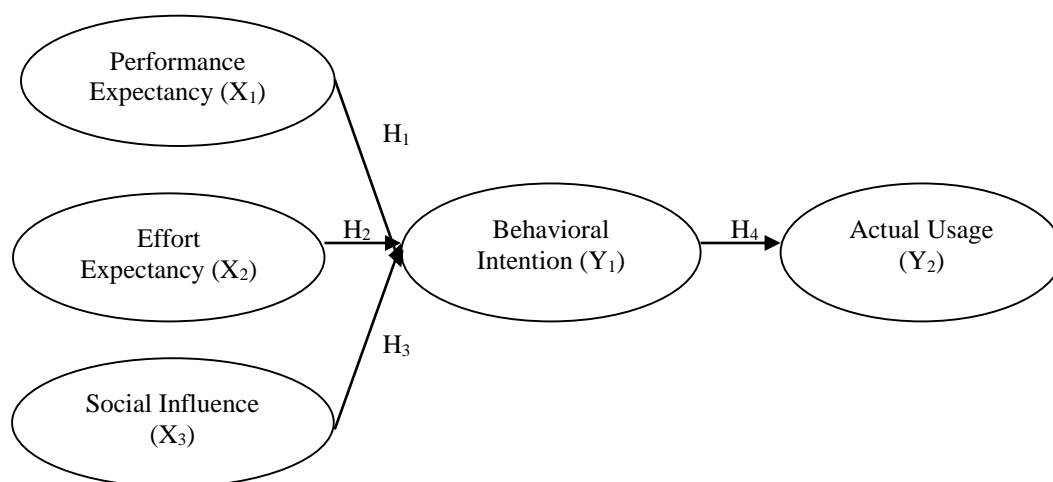 Performance
Expectancy (X₁)
H₁
Effort
Expectancy (X₂)
H₂
Behavioral
Intention (Y₁)
H₄
Actual Usage
(Y₂)
H₃
Social Influence
(X₃)